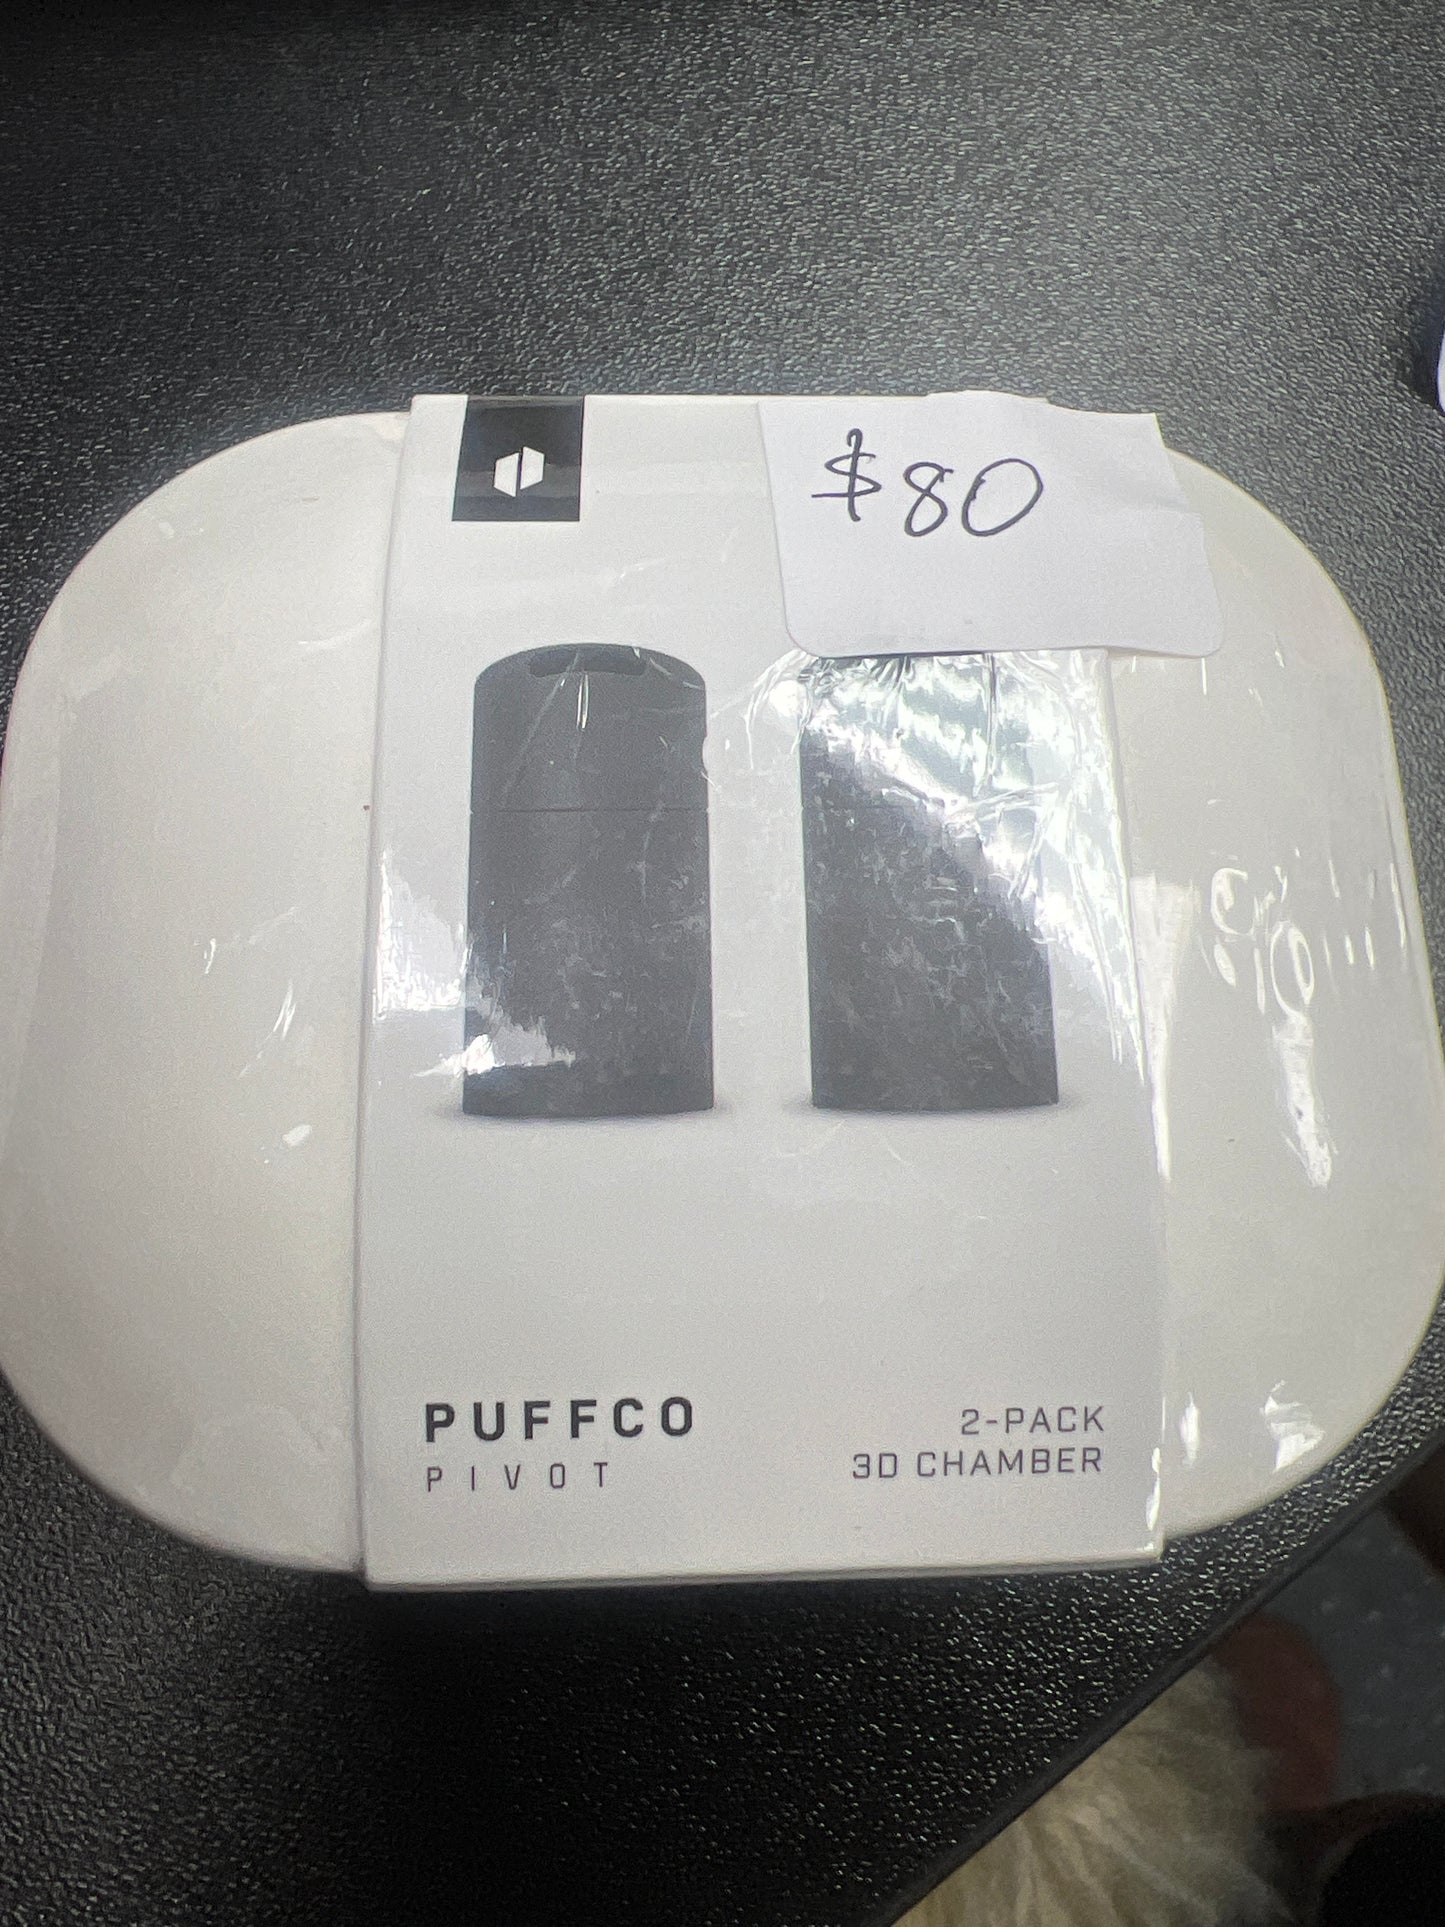 $80
PUFFCO
PIVOT
2-PACK
3D CHAMBER